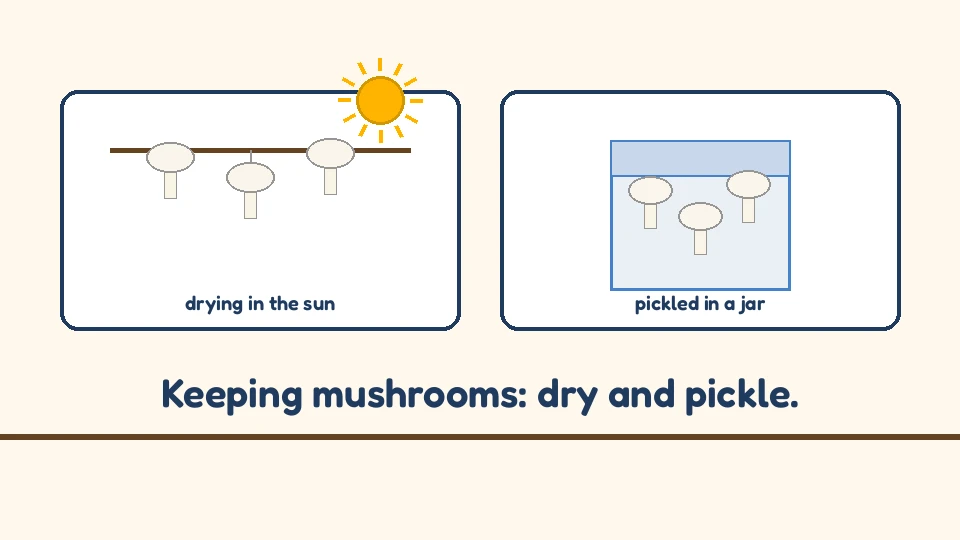 drying in the sun
pickled in a jar
Keeping mushrooms: dry and pickle.